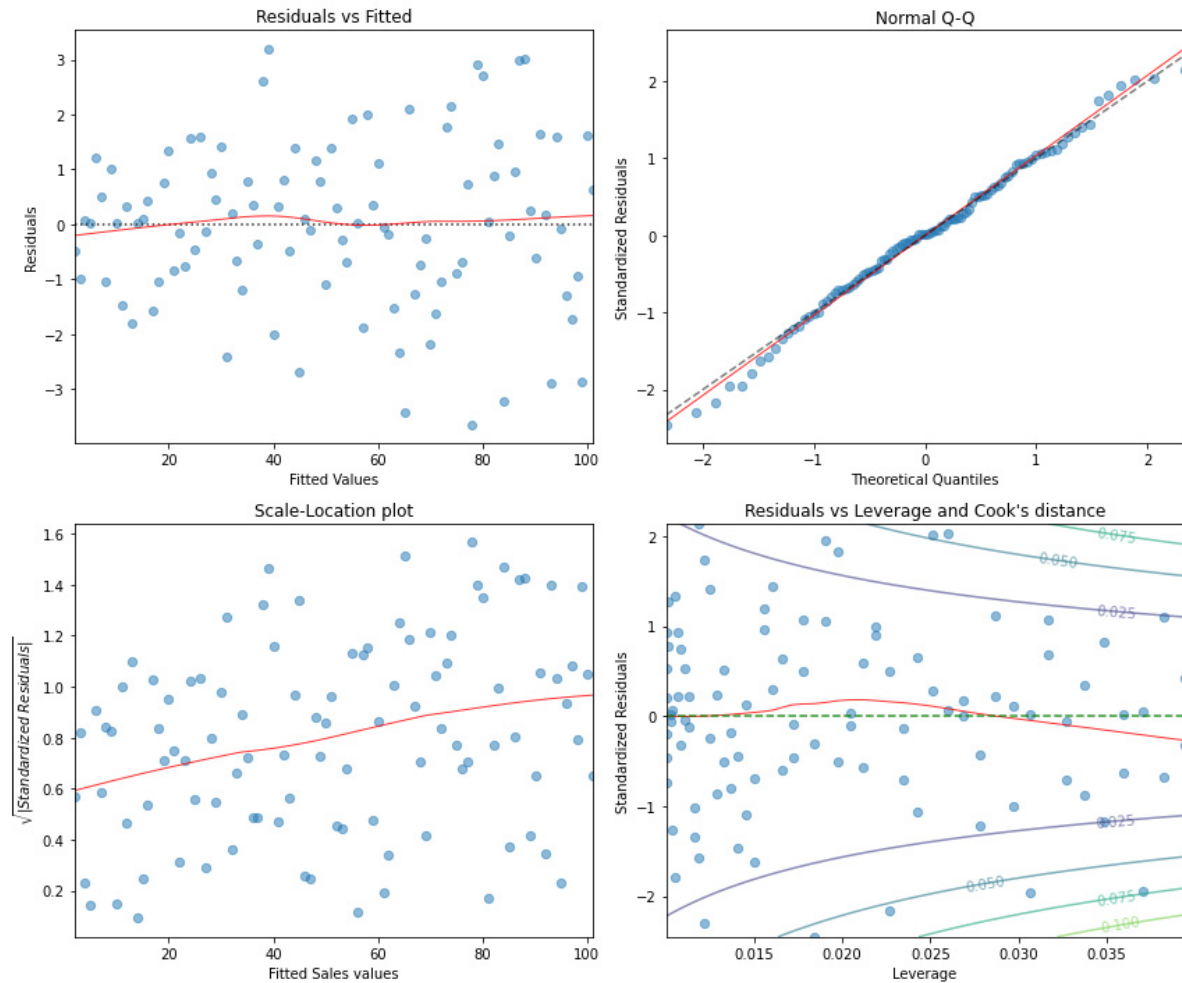 Residuals vs Fitted
3
2
1
0
−1
−2
−3
Residuals
20 40 60 80 100
Fitted Values
Normal Q-Q
2
1
0
−1
−2
Standardized Residuals
−2 −1 0 1 2
Theoretical Quantiles
Scale-Location plot
1.6
1.4
1.2
1.0
0.8
0.6
0.4
0.2
√|Standardized Residuals|
20 40 60 80 100
Fitted Sales values
Residuals vs Leverage and Cook's distance
2
1
0
−1
−2
Standardized Residuals
0.075
0.050
0.025
0.025
0.050
0.075
0.100
0.015 0.020 0.025 0.030 0.035
Leverage